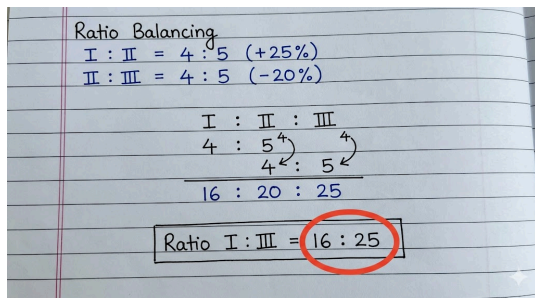 Ratio Balancing
I : II = 4 : 5 (+25%)
II : III = 4 : 5 (-20%)
I : II : III
4 : 5 4 4
4 : 5
16 : 20 : 25
Ratio I : III = 16 : 25